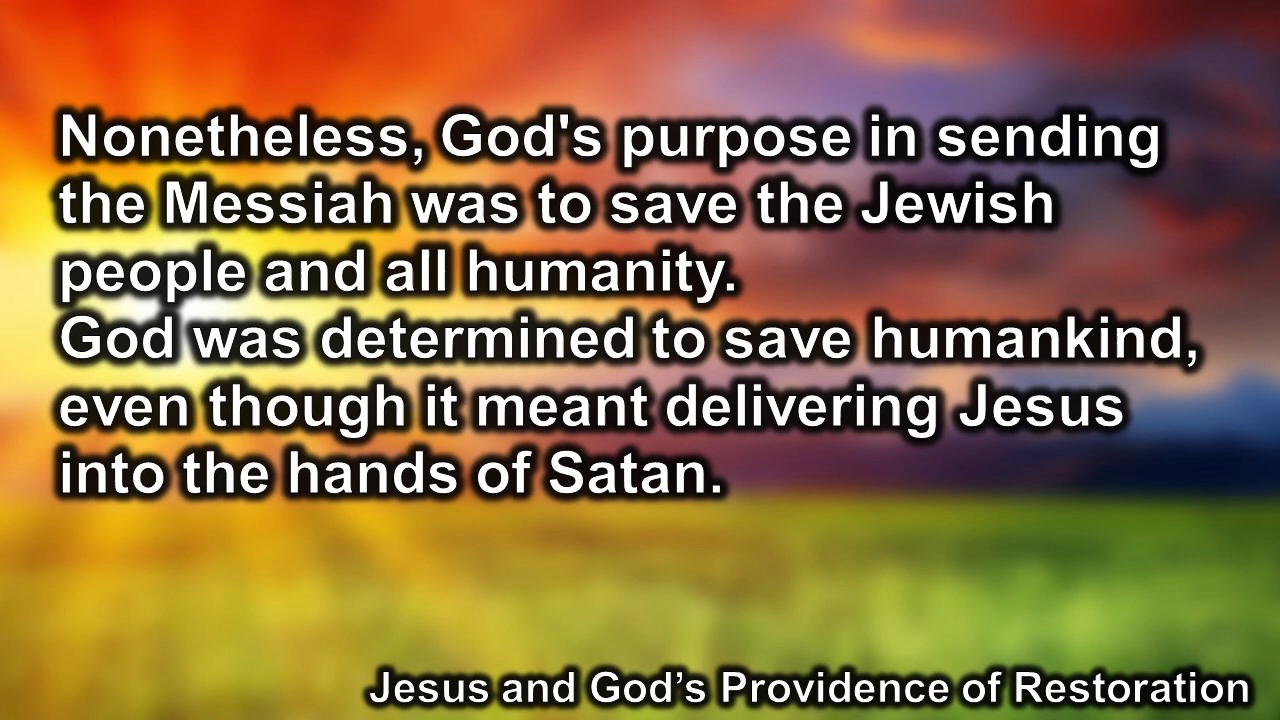 Nonetheless, God's purpose in sending
the Messiah was to save the Jewish
people and all humanity.
God was determined to save humankind,
even though it meant delivering Jesus
into the hands of Satan.
Jesus and God’s Providence of Restoration